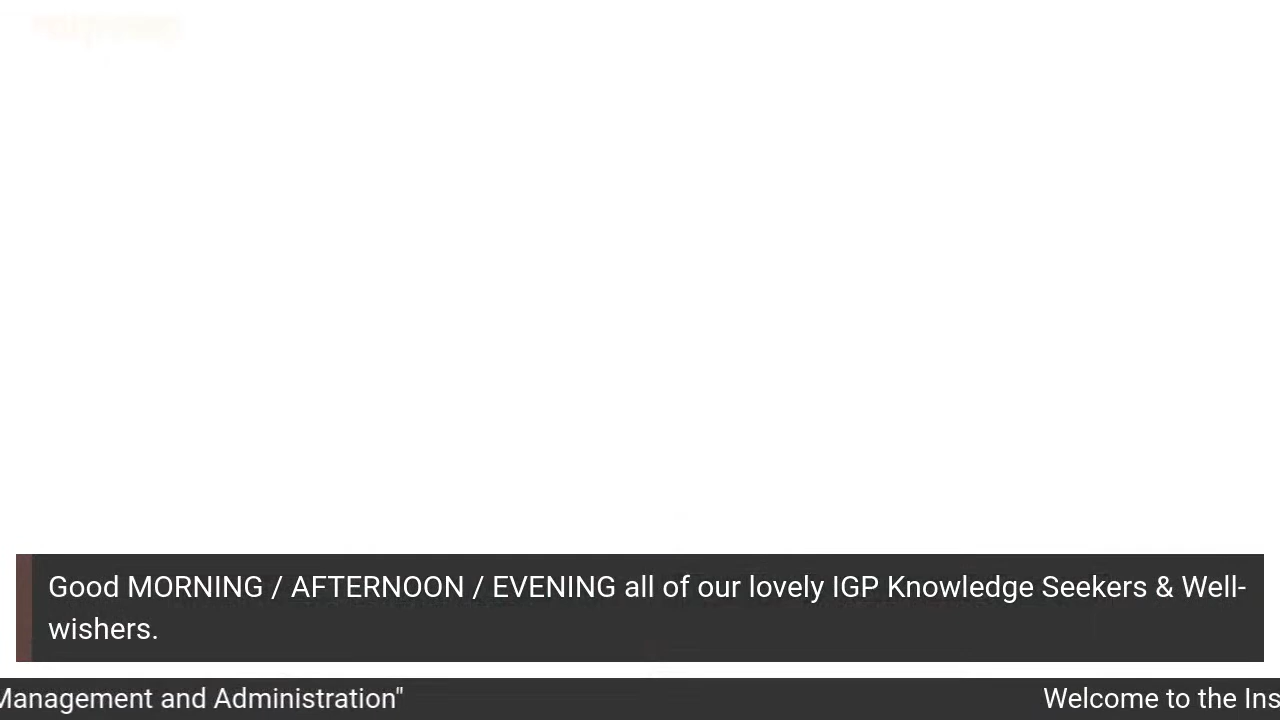 Good MORNING / AFTERNOON / EVENING all of our lovely IGP Knowledge Seekers & Well-
wishers.
Management and Administration" Welcome to the Ins